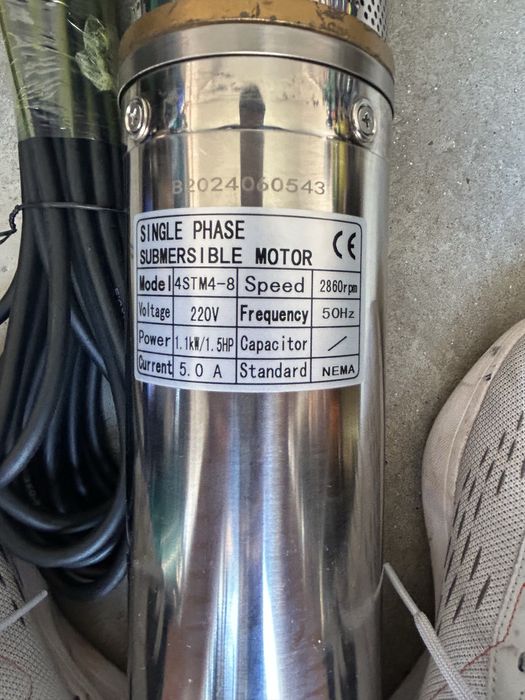 B2024060543
SINGLE PHASE
SUBMERSIBLE MOTOR CE
Model 4STM4-8 Speed 2860rpm
Voltage 220V Frequency 50Hz
Power 1.1kW/1.5HP Capacitor /
Current 5.0 A Standard NEMA